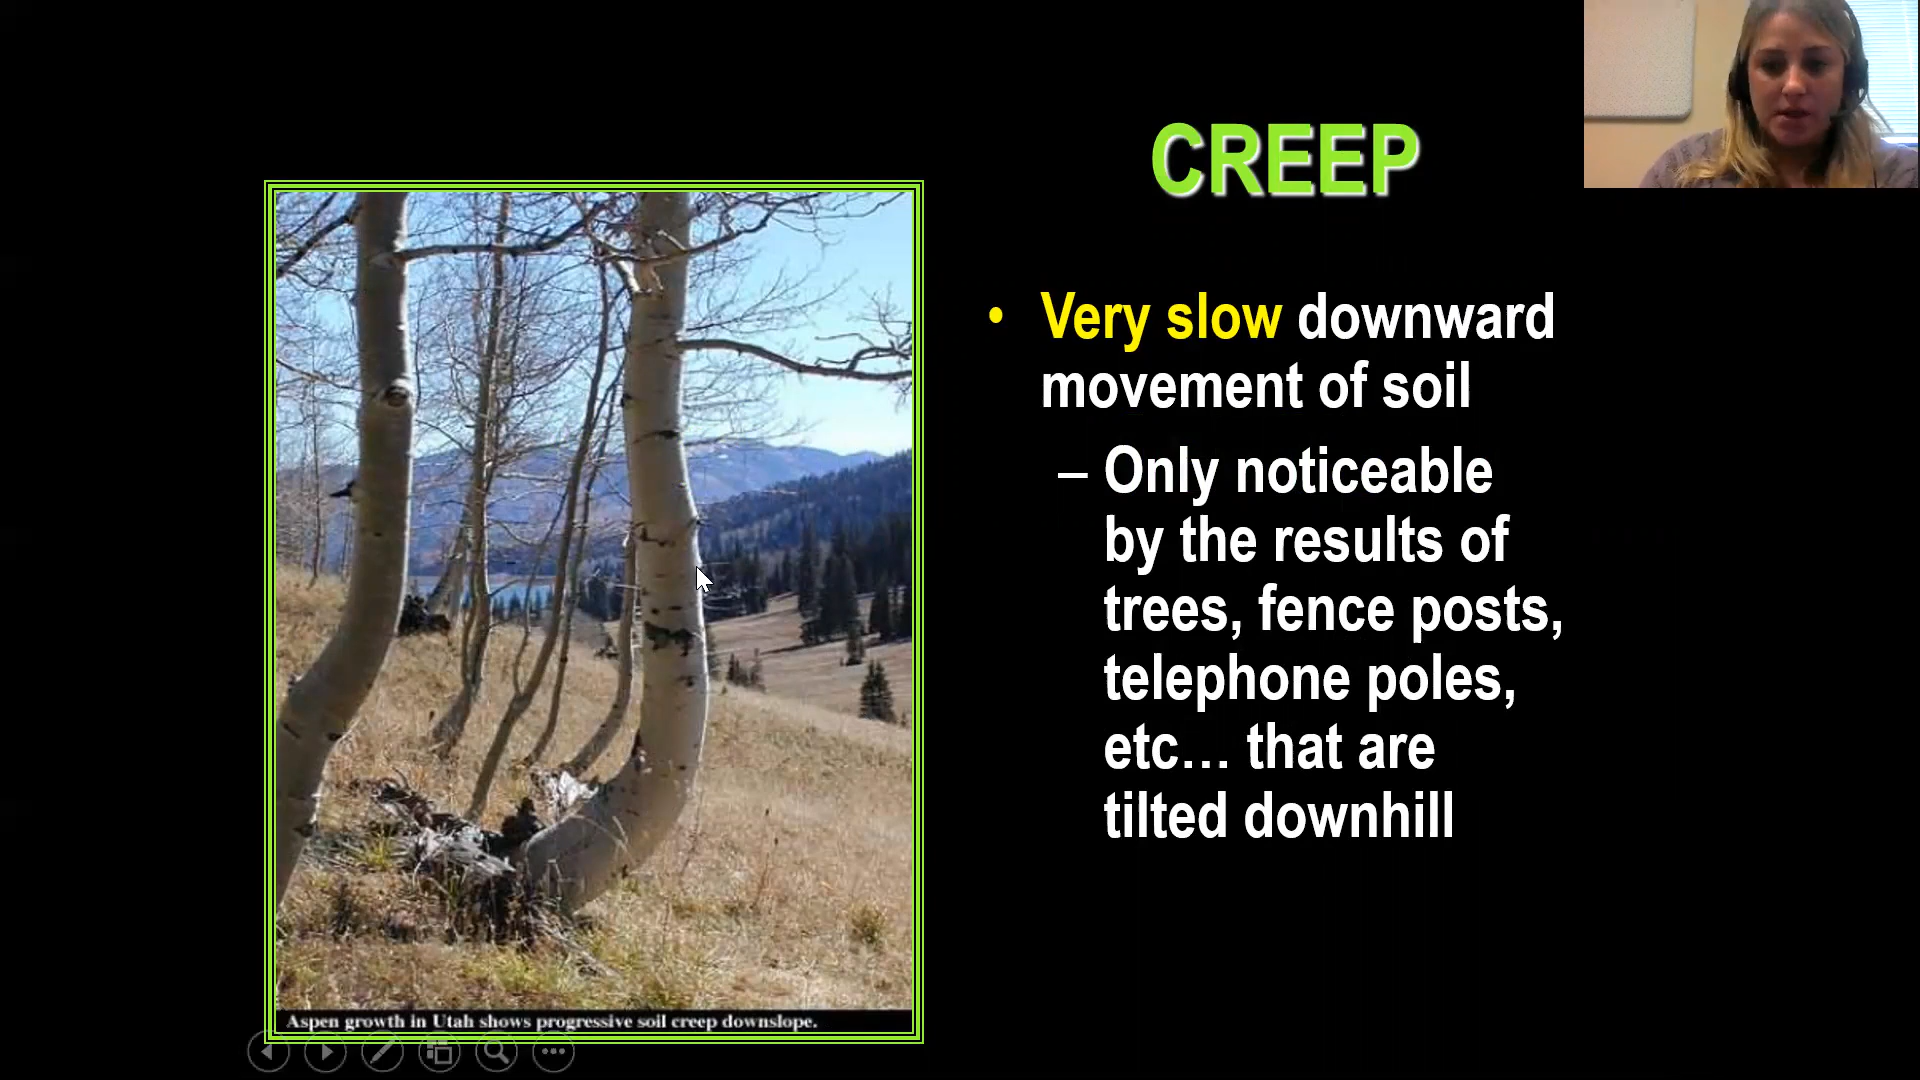 CREEP
• Very slow downward
movement of soil
– Only noticeable
by the results of
trees, fence posts,
telephone poles,
etc… that are
tilted downhill
Aspen growth in Utah shows progressive soil creep downslope.